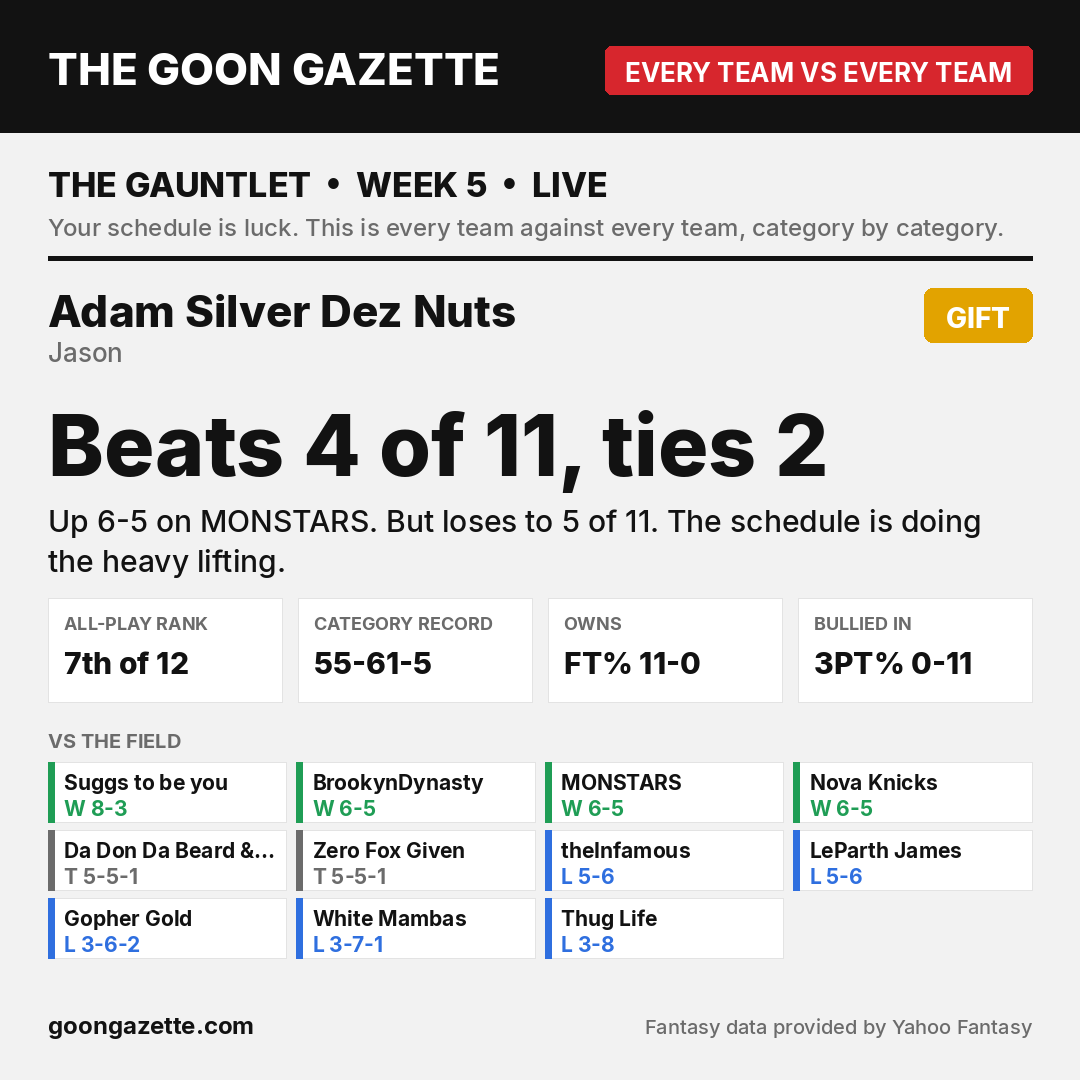 THE GOON GAZETTE
EVERY TEAM VS EVERY TEAM
THE GAUNTLET • WEEK 5 • LIVE
Your schedule is luck. This is every team against every team, category by category.
Adam Silver Dez Nuts
GIFT
Jason
Beats 4 of 11, ties 2
Up 6-5 on MONSTARS. But loses to 5 of 11. The schedule is doing
the heavy lifting.
ALL-PLAY RANK
7th of 12
CATEGORY RECORD
55-61-5
OWNS
FT% 11-0
BULLIED IN
3PT% 0-11
VS THE FIELD
Suggs to be you
W 8-3
BrookynDynasty
W 6-5
MONSTARS
W 6-5
Nova Knicks
W 6-5
Da Don Da Beard &...
T 5-5-1
Zero Fox Given
T 5-5-1
theInfamous
L 5-6
LeParth James
L 5-6
Gopher Gold
L 3-6-2
White Mambas
L 3-7-1
Thug Life
L 3-8
goongazette.com
Fantasy data provided by Yahoo Fantasy